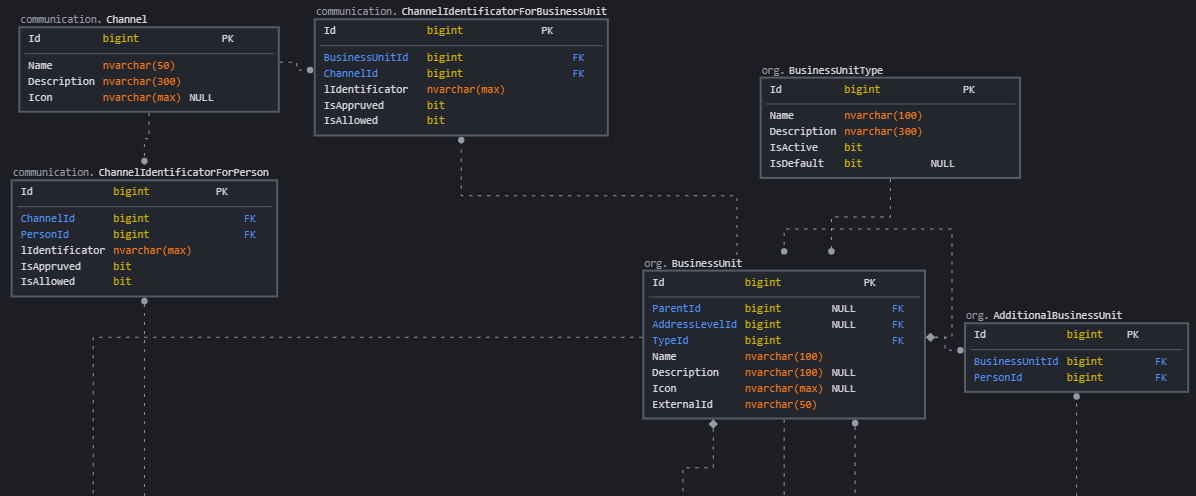 communication. Channel
Id bigint PK
Name nvarchar(50)
Description nvarchar(300)
Icon nvarchar(max) NULL
communication. ChannelIdentificatorForBusinessUnit
Id bigint PK
BusinessUnitId bigint FK
ChannelId bigint FK
lIdentificator nvarchar(max)
IsAppruved bit
IsAllowed bit
org. BusinessUnitType
Id bigint PK
Name nvarchar(100)
Description nvarchar(300)
IsActive bit
IsDefault bit NULL
communication. ChannelIdentificatorForPerson
Id bigint PK
ChannelId bigint FK
PersonId bigint FK
lIdentificator nvarchar(max)
IsAppruved bit
IsAllowed bit
org. BusinessUnit
Id bigint PK
ParentId bigint NULL FK
AddressLevelId bigint NULL FK
TypeId bigint FK
Name nvarchar(100)
Description nvarchar(100) NULL
Icon nvarchar(max) NULL
ExternalId nvarchar(50)
org. AdditionalBusinessUnit
Id bigint PK
BusinessUnitId bigint FK
PersonId bigint FK